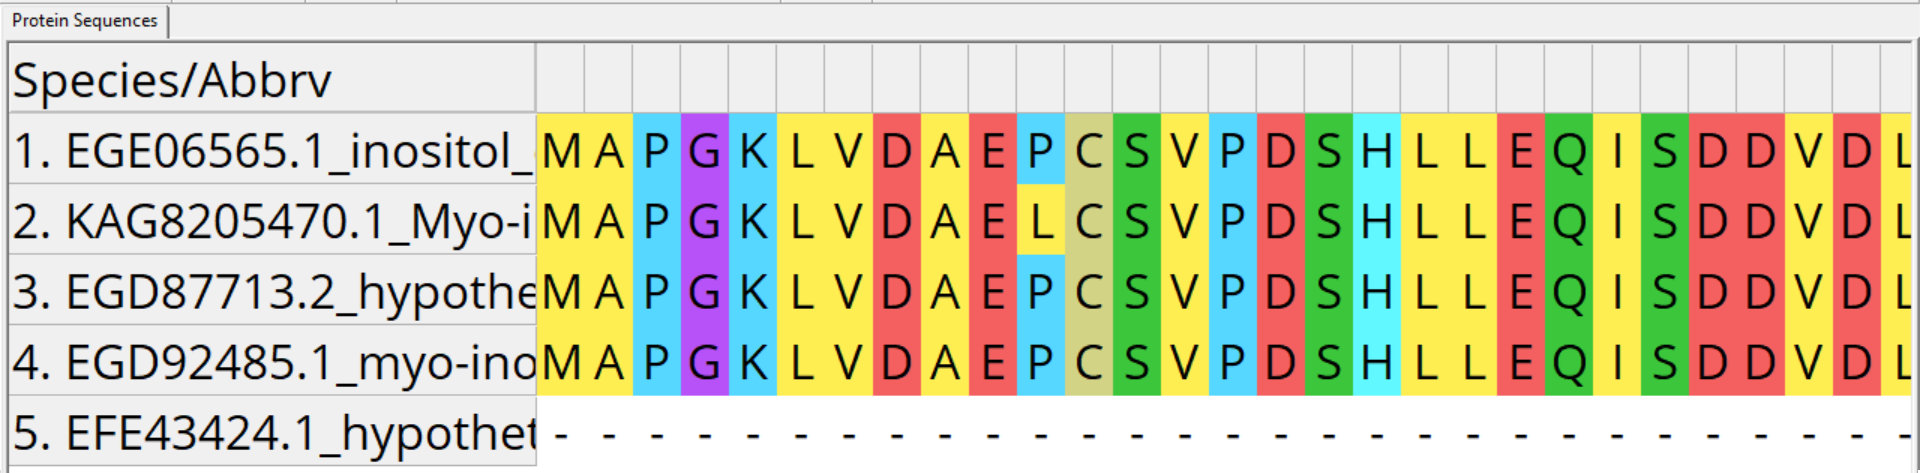 Protein Sequences
Species/Abbrv
1. EGE06565.1_inositol_ M A P G K L V D A E P C S V P D S H L L E Q I S D D V D L
2. KAG8205470.1_Myo-i M A P G K L V D A E L C S V P D S H L L E Q I S D D V D L
3. EGD87713.2_hypothe M A P G K L V D A E P C S V P D S H L L E Q I S D D V D L
4. EGD92485.1_myo-ino M A P G K L V D A E P C S V P D S H L L E Q I S D D V D L
5. EFE43424.1_hypothet - - - - - - - - - - - - - - - - - - - - - - - - - - - - -